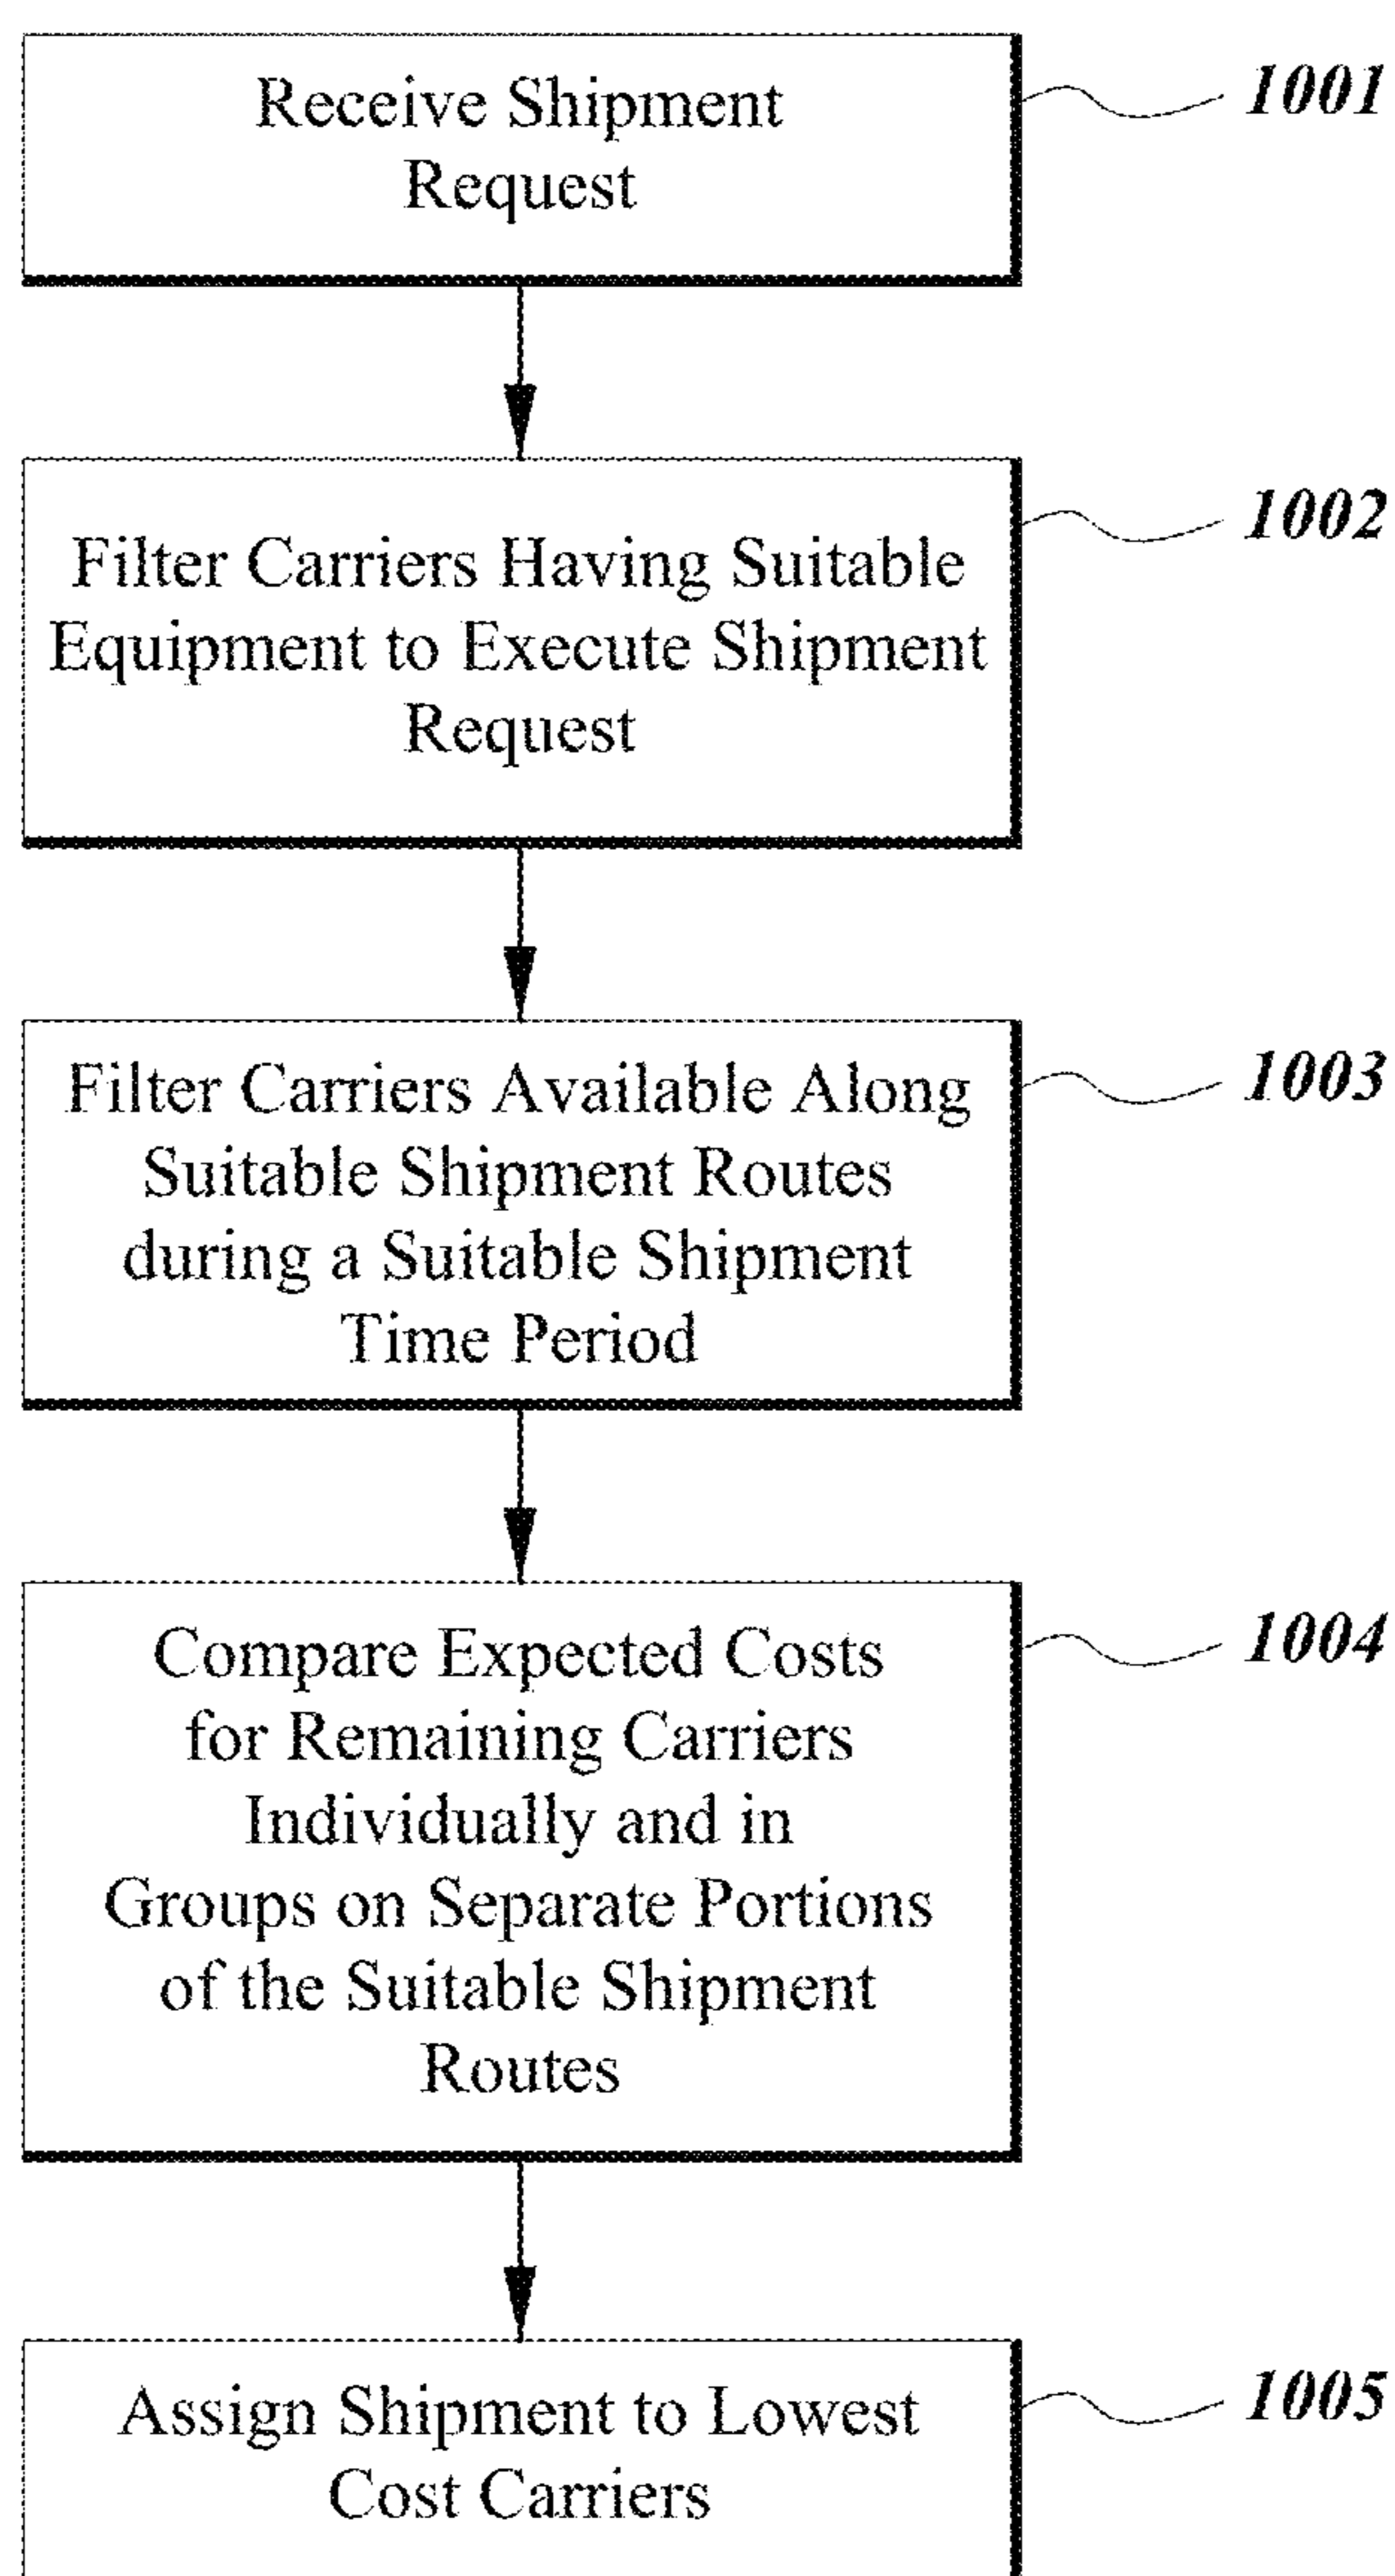 Receive Shipment
Request
1001
Filter Carriers Having Suitable
Equipment to Execute Shipment
Request
1002
Filter Carriers Available Along
Suitable Shipment Routes
during a Suitable Shipment
Time Period
1003
Compare Expected Costs
for Remaining Carriers
Individually and in
Groups on Separate Portions
of the Suitable Shipment
Routes
1004
Assign Shipment to Lowest
Cost Carriers
1005